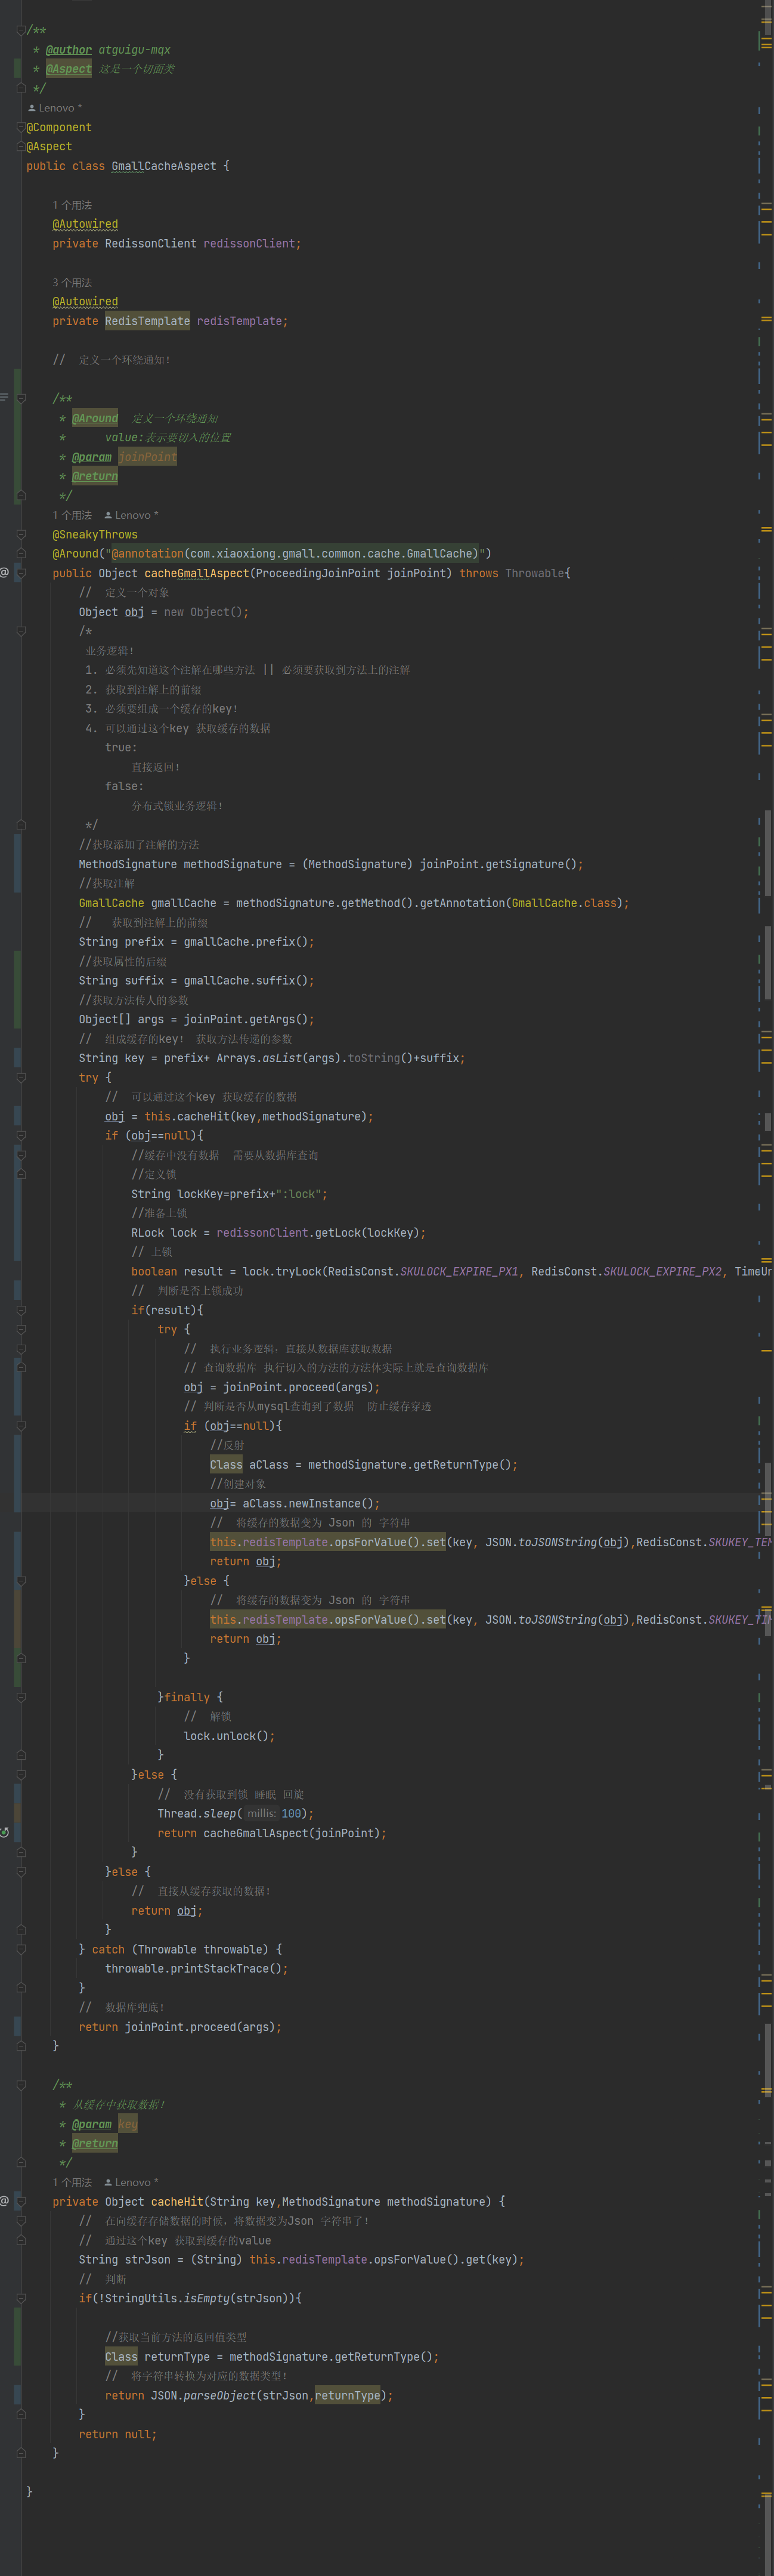 /**
 * @author atguigu-mqx
 * @Aspect 这是一个切面类
 */
Lenovo *
@Component
@Aspect
public class GmallCacheAspect {
1 个用法
@Autowired
private RedissonClient redissonClient;
3 个用法
@Autowired
private RedisTemplate redisTemplate;
//  定义一个环绕通知!
/**
 * @Around  定义一个环绕通知
 *      value:表示要切入的位置
 * @param joinPoint
 * @return
 */
1 个用法 Lenovo *
@SneakyThrows
@Around("@annotation(com.xiaoxiong.gmall.common.cache.GmallCache)")
public Object cacheGmallAspect(ProceedingJoinPoint joinPoint) throws Throwable{
//  定义一个对象
Object obj = new Object();
/*
 业务逻辑!
 1. 必须先知道这个注解在哪些方法 || 必须要获取到方法上的注解
 2. 获取到注解上的前缀
 3. 必须要组成一个缓存的key!
 4. 可以通过这个key 获取缓存的数据
    true:
        直接返回!
    false:
        分布式锁业务逻辑!
 */
//获取添加了注解的方法
MethodSignature methodSignature = (MethodSignature) joinPoint.getSignature();
//获取注解
GmallCache gmallCache = methodSignature.getMethod().getAnnotation(GmallCache.class);
//   获取到注解上的前缀
String prefix = gmallCache.prefix();
//获取属性的后缀
String suffix = gmallCache.suffix();
//获取方法传人的参数
Object[] args = joinPoint.getArgs();
//  组成缓存的key!  获取方法传递的参数
String key = prefix+ Arrays.asList(args).toString()+suffix;
try {
//  可以通过这个key 获取缓存的数据
obj = this.cacheHit(key,methodSignature);
if (obj==null){
//缓存中没有数据  需要从数据库查询
//定义锁
String lockKey=prefix+":lock";
//准备上锁
RLock lock = redissonClient.getLock(lockKey);
// 上锁
boolean result = lock.tryLock(RedisConst.SKULOCK_EXPIRE_PX1, RedisConst.SKULOCK_EXPIRE_PX2, TimeUn
//  判断是否上锁成功
if(result){
try {
//  执行业务逻辑，直接从数据库获取数据
// 查询数据库 执行切入的方法的方法体实际上就是查询数据库
obj = joinPoint.proceed(args);
// 判断是否从mysql查询到了数据  防止缓存穿透
if (obj==null){
//反射
Class aClass = methodSignature.getReturnType();
//创建对象
obj= aClass.newInstance();
//  将缓存的数据变为 Json 的 字符串
this.redisTemplate.opsForValue().set(key, JSON.toJSONString(obj),RedisConst.SKUKEY_TEM
return obj;
}else {
//  将缓存的数据变为 Json 的 字符串
this.redisTemplate.opsForValue().set(key, JSON.toJSONString(obj),RedisConst.SKUKEY_TIM
return obj;
}
}finally {
//  解锁
lock.unlock();
}
}else {
//  没有获取到锁 睡眠 回旋
Thread.sleep( millis: 100);
return cacheGmallAspect(joinPoint);
}
}else {
//  直接从缓存获取的数据!
return obj;
}
} catch (Throwable throwable) {
throwable.printStackTrace();
}
//  数据库兜底!
return joinPoint.proceed(args);
}
/**
 * 从缓存中获取数据!
 * @param key
 * @return
 */
1 个用法 Lenovo *
private Object cacheHit(String key,MethodSignature methodSignature) {
//  在向缓存存储数据的时候，将数据变为Json 字符串了!
//  通过这个key 获取到缓存的value
String strJson = (String) this.redisTemplate.opsForValue().get(key);
//  判断
if(!StringUtils.isEmpty(strJson)){
//获取当前方法的返回值类型
Class returnType = methodSignature.getReturnType();
//  将字符串转换为对应的数据类型!
return JSON.parseObject(strJson,returnType);
}
return null;
}
}